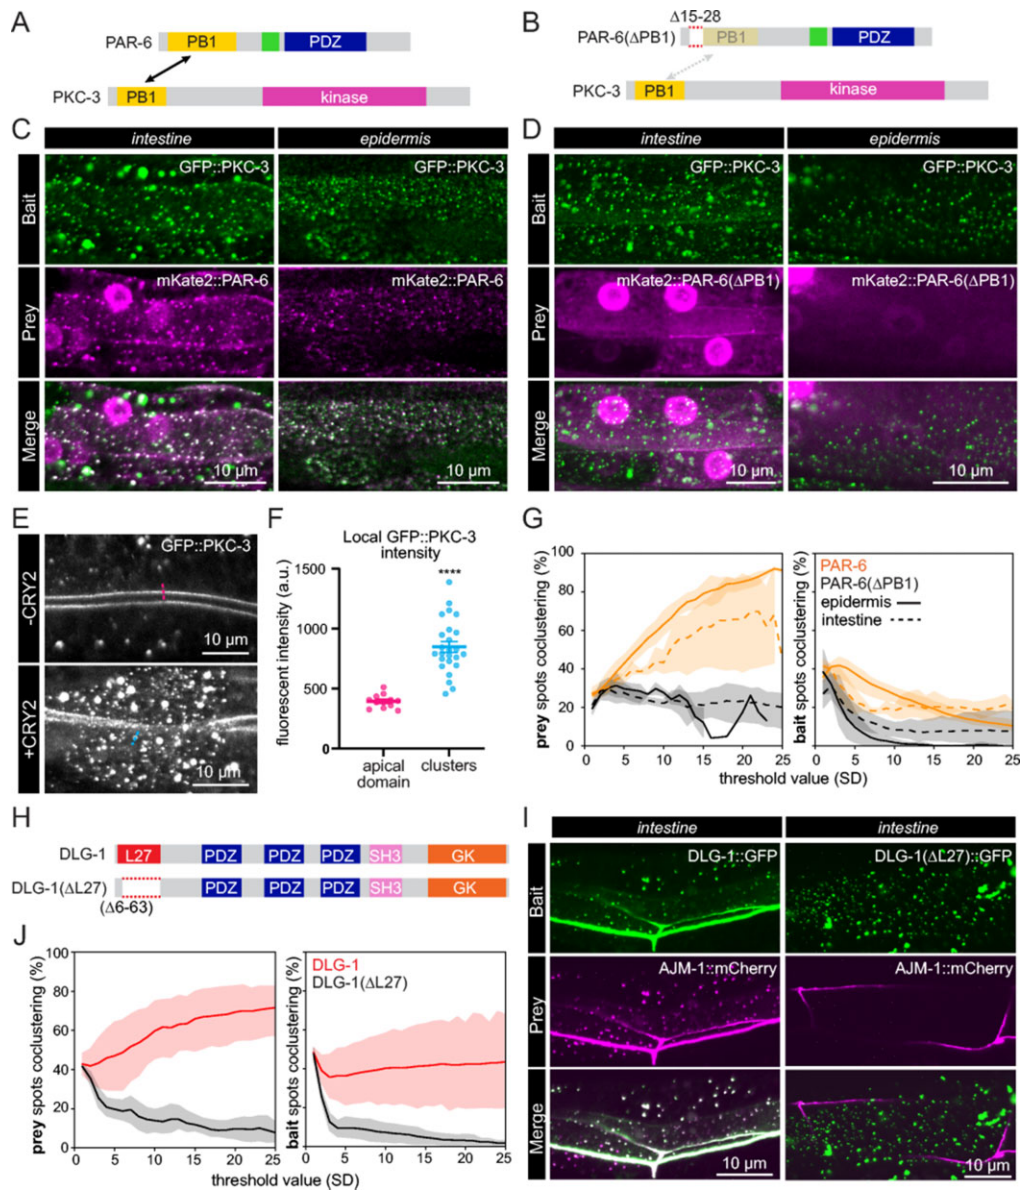 A
PAR-6
PB1
PDZ
PKC-3
PB1
kinase
B
Δ15-28
PAR-6(ΔPB1)
PB1
PDZ
PKC-3
PB1
kinase
C
intestine
epidermis
Bait
GFP::PKC-3
GFP::PKC-3
Prey
mKate2::PAR-6
mKate2::PAR-6
Merge
10 μm
10 μm
D
intestine
epidermis
Bait
GFP::PKC-3
GFP::PKC-3
Prey
mKate2::PAR-6(ΔPB1)
mKate2::PAR-6(ΔPB1)
Merge
10 μm
10 μm
E
-CRY2
GFP::PKC-3
10 μm
+CRY2
10 μm
F
Local GFP::PKC-3
intensity
fluorescent intensity (a.u.)
1500
1000
500
0
****
apical
domain
clusters
G
prey spots coclustering (%)
100
80
60
40
20
0
0 5 10 15 20 25
bait spots coclustering (%)
PAR-6
PAR-6(ΔPB1)
epidermis
intestine
0 5 10 15 20 25
threshold value (SD)
H
DLG-1
L27
PDZ
PDZ
PDZ
SH3
GK
DLG-1(ΔL27)
(Δ6-63)
PDZ
PDZ
PDZ
SH3
GK
I
intestine
intestine
Bait
DLG-1::GFP
DLG-1(ΔL27)::GFP
Prey
AJM-1::mCherry
AJM-1::mCherry
Merge
10 μm
10 μm
J
prey spots coclustering (%)
100
80
60
40
20
0
0 5 10 15 20 25
bait spots coclustering (%)
DLG-1
DLG-1(ΔL27)
0 5 10 15 20 25
threshold value (SD)